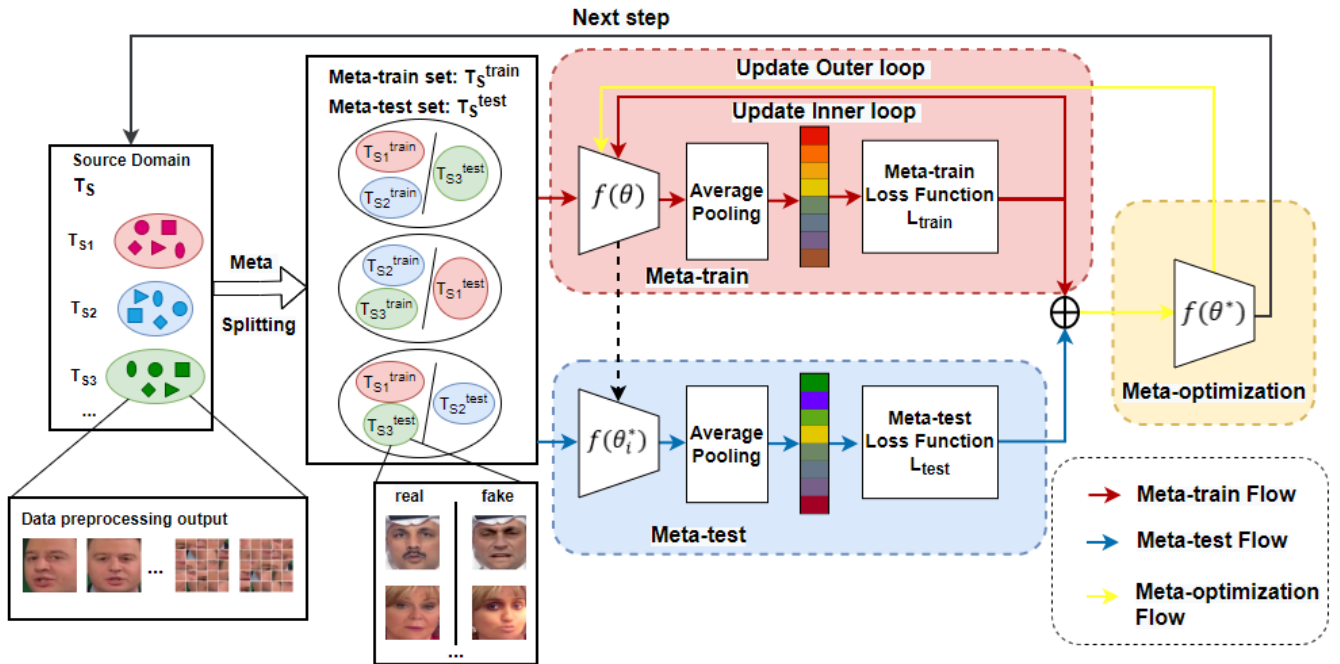 Next step
Source Domain
T_S
T_S1
T_S2
T_S3
...
Meta
Splitting
Meta-train set: T_S^train
Meta-test set: T_S^test
T_S1^train
T_S2^train
T_S3^test
T_S2^train
T_S3^train
T_S1^test
T_S1^train
T_S3^test
T_S2^test
Update Outer loop
Update Inner loop
f(θ)
Average
Pooling
Meta-train
Loss Function
L_train
Meta-train
f(θ_i^*)
Average
Pooling
Meta-test
Loss Function
L_test
Meta-test
f(θ^*)
Meta-optimization
Data preprocessing output
...
real
fake
...
Meta-train Flow
Meta-test Flow
Meta-optimization
Flow